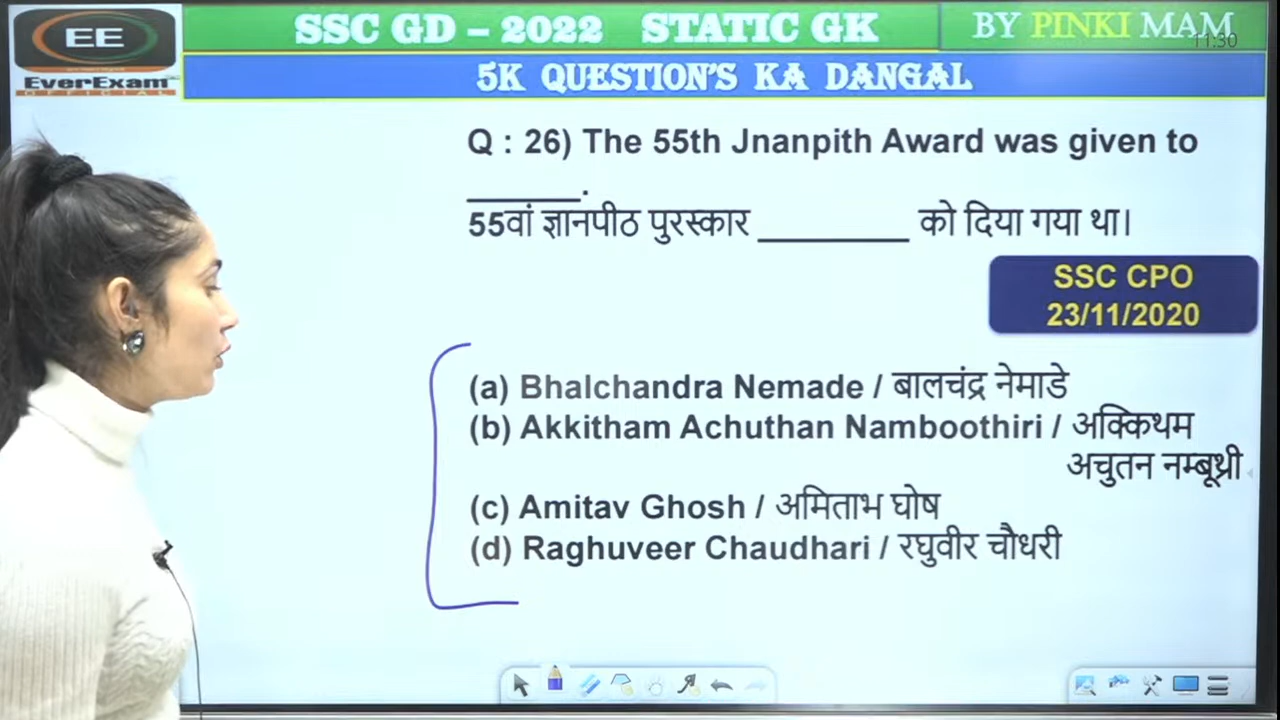 EE
EverExam
OFFICIAL
SSC GD – 2022 STATIC GK
BY PINKI MAM
11:30
5K QUESTION'S KA DANGAL
Q : 26) The 55th Jnanpith Award was given to
_______.
55वां ज्ञानपीठ पुरस्कार _________ को दिया गया था।
SSC CPO
23/11/2020
(a) Bhalchandra Nemade / बालचंद्र नेमाडे
(b) Akkitham Achuthan Namboothiri / अक्किथम
अचुतन नम्बूथ्री
(c) Amitav Ghosh / अमिताभ घोष
(d) Raghuveer Chaudhari / रघुवीर चौधरी